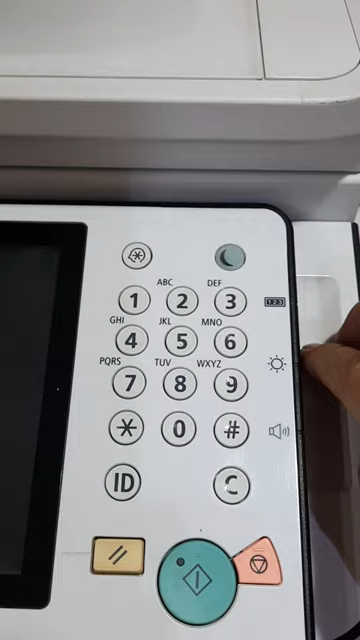 ABC DEF
1 2 3 123
GHI JKL MNO
4 5 6
PQRS TUV WXYZ
7 8 9
* 0 #
ID C